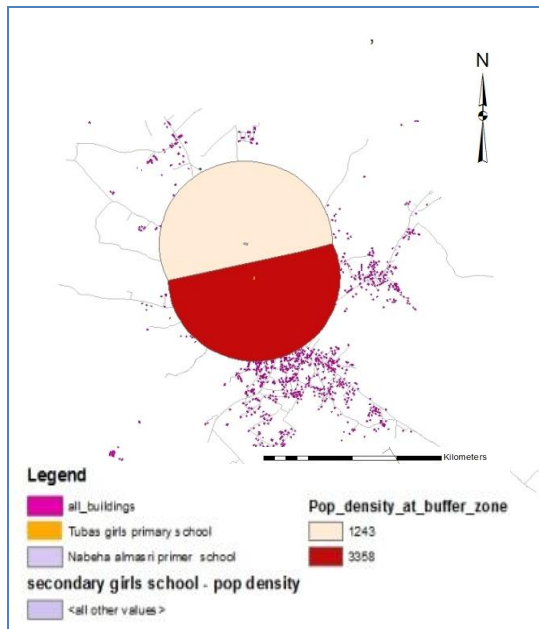 N
Kilometers
Legend
all_buildings
Tubas girls primary school
Nabeha almasri primer school
secondary girls school - pop density
<all other values>
Pop_density_at_buffer_zone
1243
3358